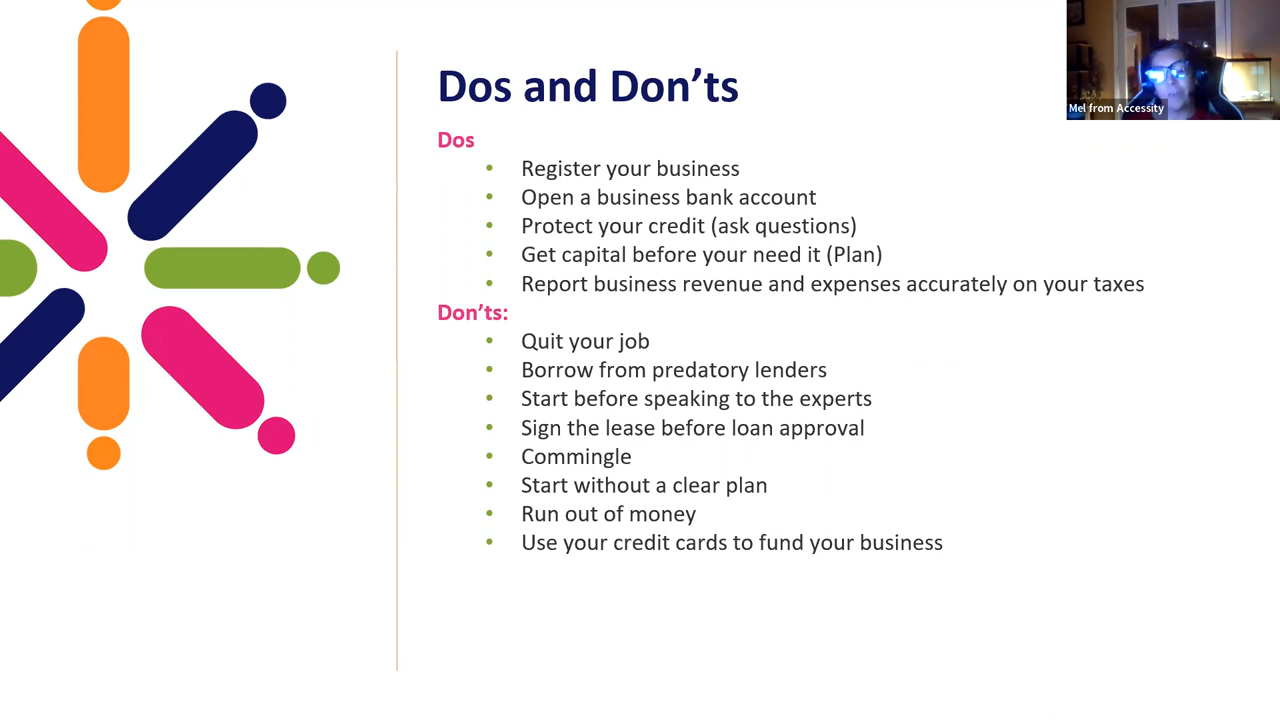 Dos and Don'ts
Mel from Accessity
Dos
• Register your business
• Open a business bank account
• Protect your credit (ask questions)
• Get capital before your need it (Plan)
• Report business revenue and expenses accurately on your taxes
Don'ts:
• Quit your job
• Borrow from predatory lenders
• Start before speaking to the experts
• Sign the lease before loan approval
• Commingle
• Start without a clear plan
• Run out of money
• Use your credit cards to fund your business